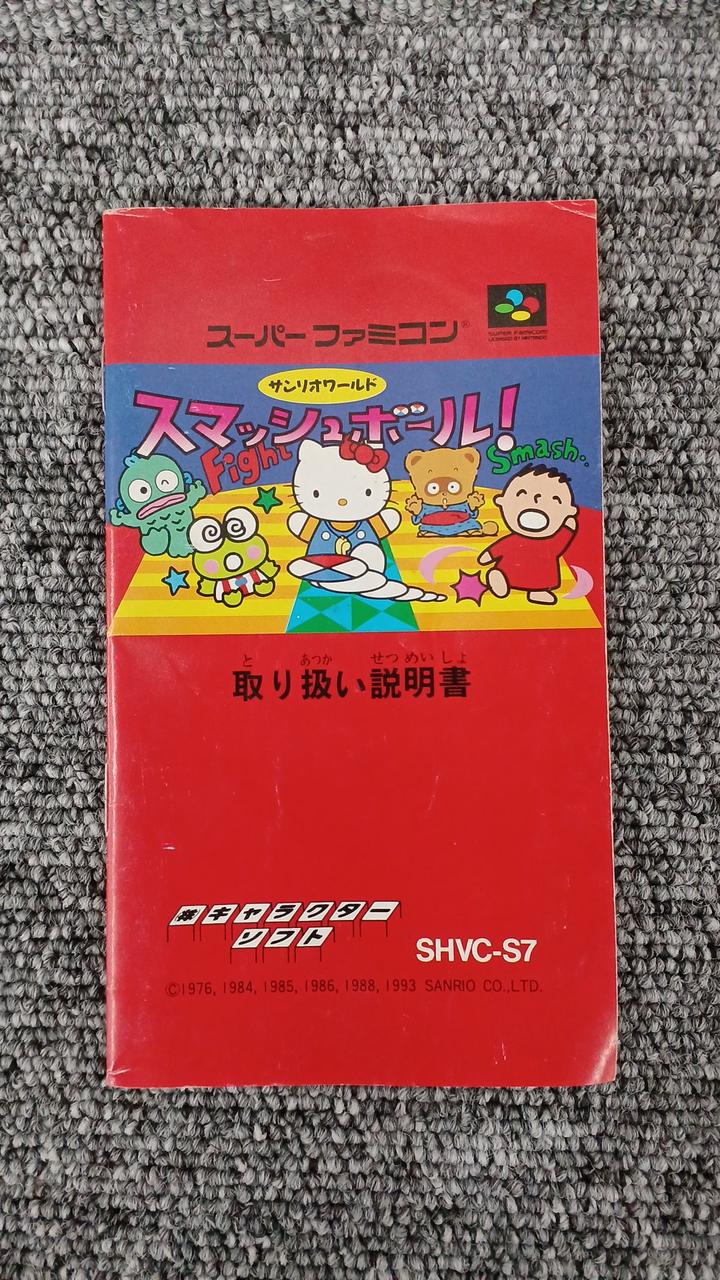 スーパーファミコン®
SUPER FAMICOM
LICENSED BY NINTENDO
サンリオワールド
スマッシュボール!
Fight
Smash..
と あつか せつ めい しょ
取り扱い説明書
㈱キャラクター
ソフト
SHVC-S7
©1976, 1984, 1985, 1986, 1988, 1993 SANRIO CO.,LTD.